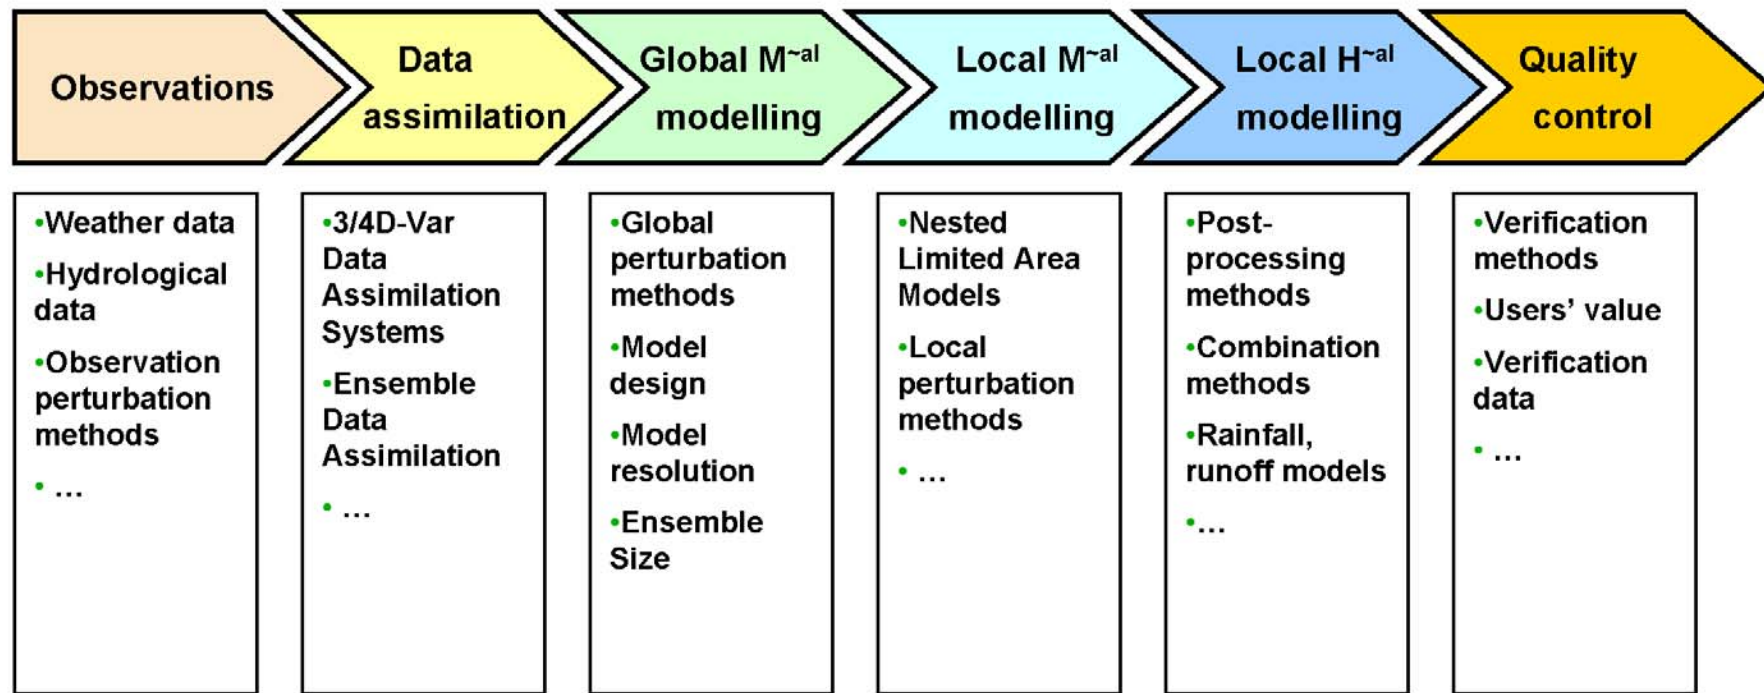 Observations
Data
assimilation
Global M~al
modelling
Local M~al
modelling
Local H~al
modelling
Quality
control
•Weather data
•Hydrological
data
•Observation
perturbation
methods
• ...
•3/4D-Var
Data
Assimilation
Systems
•Ensemble
Data
Assimilation
• ...
•Global
perturbation
methods
•Model
design
•Model
resolution
•Ensemble
Size
•Nested
Limited Area
Models
•Local
perturbation
methods
• ...
•Post-
processing
methods
•Combination
methods
•Rainfall,
runoff models
•...
•Verification
methods
•Users’ value
•Verification
data
• ...